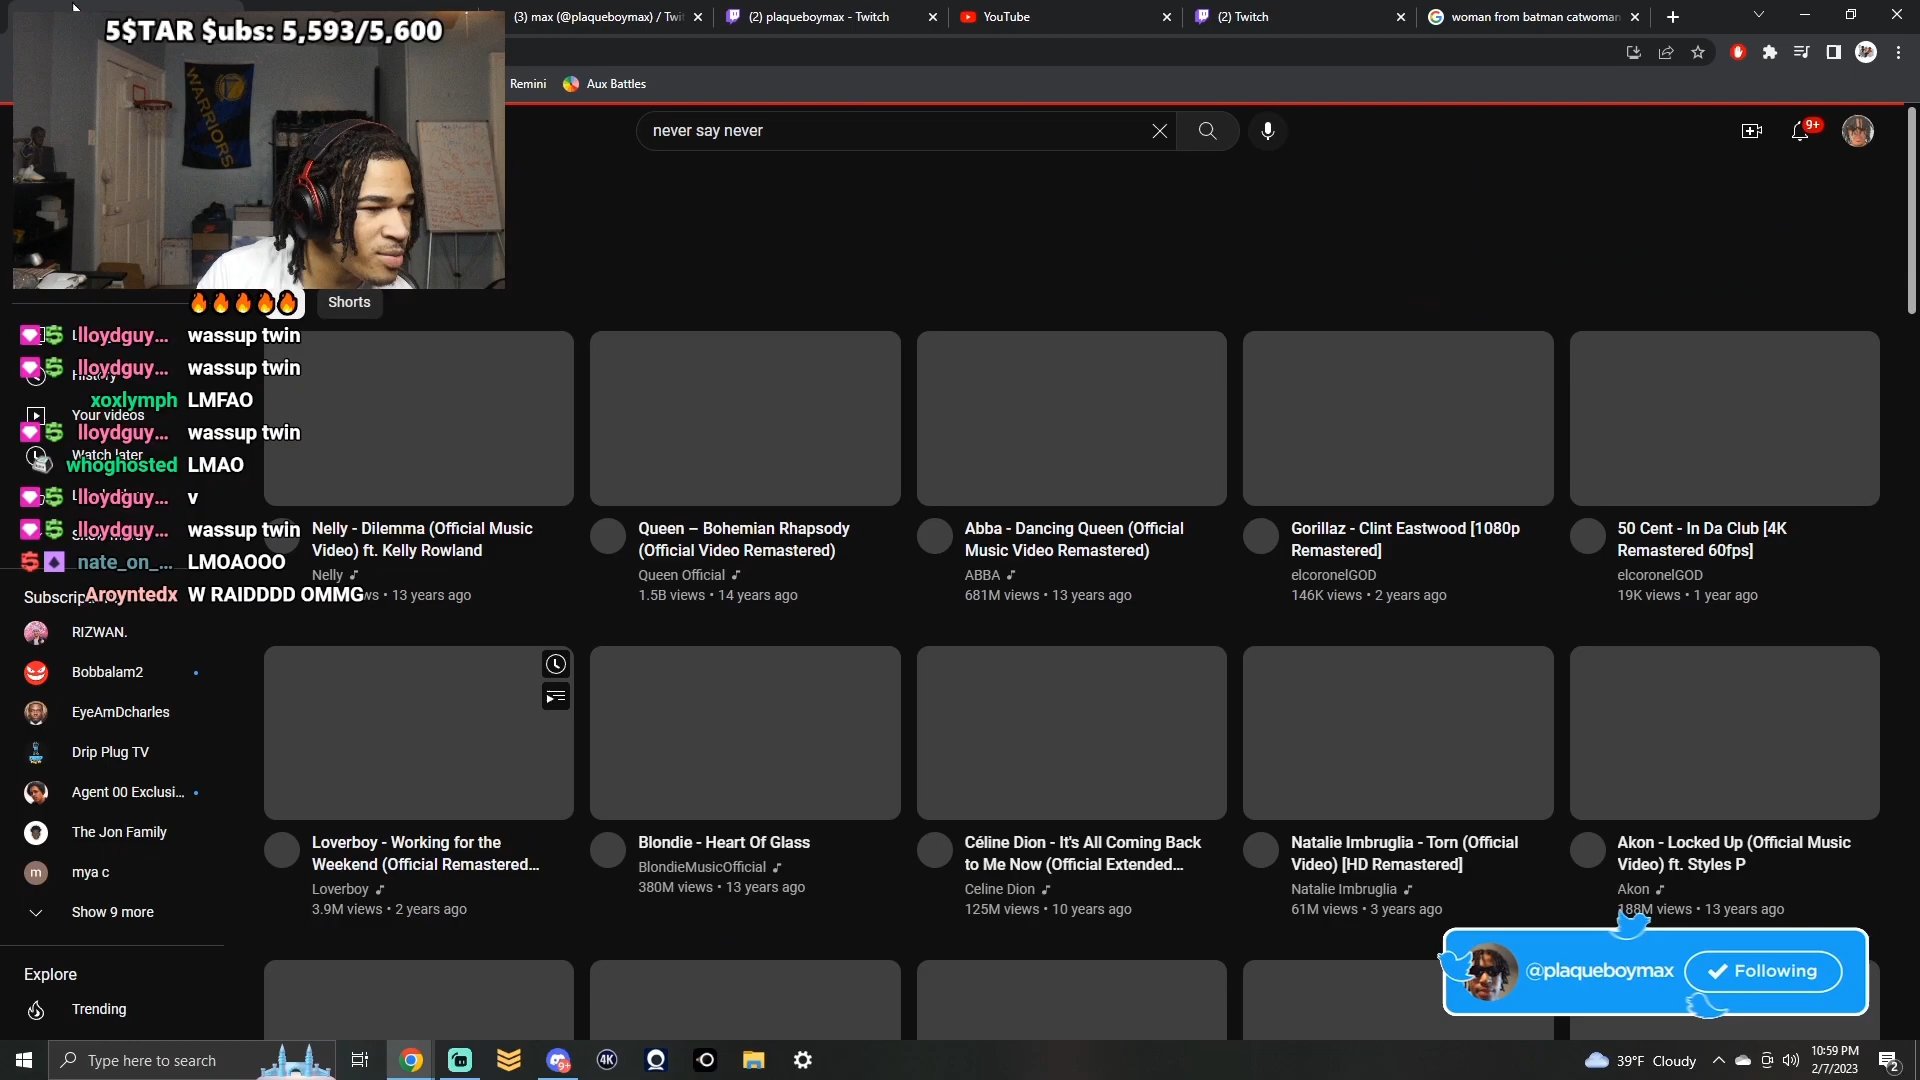 5$TAR $ubs: 5,593/5,600
WARRIORS
(3) max (@plaqueboymax) / Twit
(2) plaqueboymax - Twitch
YouTube
(2) Twitch
woman from batman catwoman
Remini
Aux Battles
never say never
9+
Shorts
lloydguy... wassup twin
lloydguy... wassup twin
History
xoxlymph LMFAO
Your videos
lloydguy... wassup twin
Watch later
whoghosted LMAO
lloydguy... v
lloydguy... wassup twin
nate_on_... LMOAOOO
Aroyntedx W RAIDDDD OMMG
Nelly - Dilemma (Official Music
Video) ft. Kelly Rowland
Nelly
ws • 13 years ago
Queen – Bohemian Rhapsody
(Official Video Remastered)
Queen Official
1.5B views • 14 years ago
Abba - Dancing Queen (Official
Music Video Remastered)
ABBA
681M views • 13 years ago
Gorillaz - Clint Eastwood [1080p
Remastered]
elcoronelGOD
146K views • 2 years ago
50 Cent - In Da Club [4K
Remastered 60fps]
elcoronelGOD
19K views • 1 year ago
Subscrip
RIZWAN.
Bobbalam2
EyeAmDcharles
Drip Plug TV
Agent 00 Exclusi...
The Jon Family
m
mya c
Show 9 more
Loverboy - Working for the
Weekend (Official Remastered...
Loverboy
3.9M views • 2 years ago
Blondie - Heart Of Glass
BlondieMusicOfficial
380M views • 13 years ago
Céline Dion - It's All Coming Back
to Me Now (Official Extended...
Celine Dion
125M views • 10 years ago
Natalie Imbruglia - Torn (Official
Video) [HD Remastered]
Natalie Imbruglia
61M views • 3 years ago
Akon - Locked Up (Official Music
Video) ft. Styles P
Akon
188M views • 13 years ago
@plaqueboymax Following
Explore
Trending
Type here to search
9+
4K
39°F Cloudy
10:59 PM
2/7/2023
2